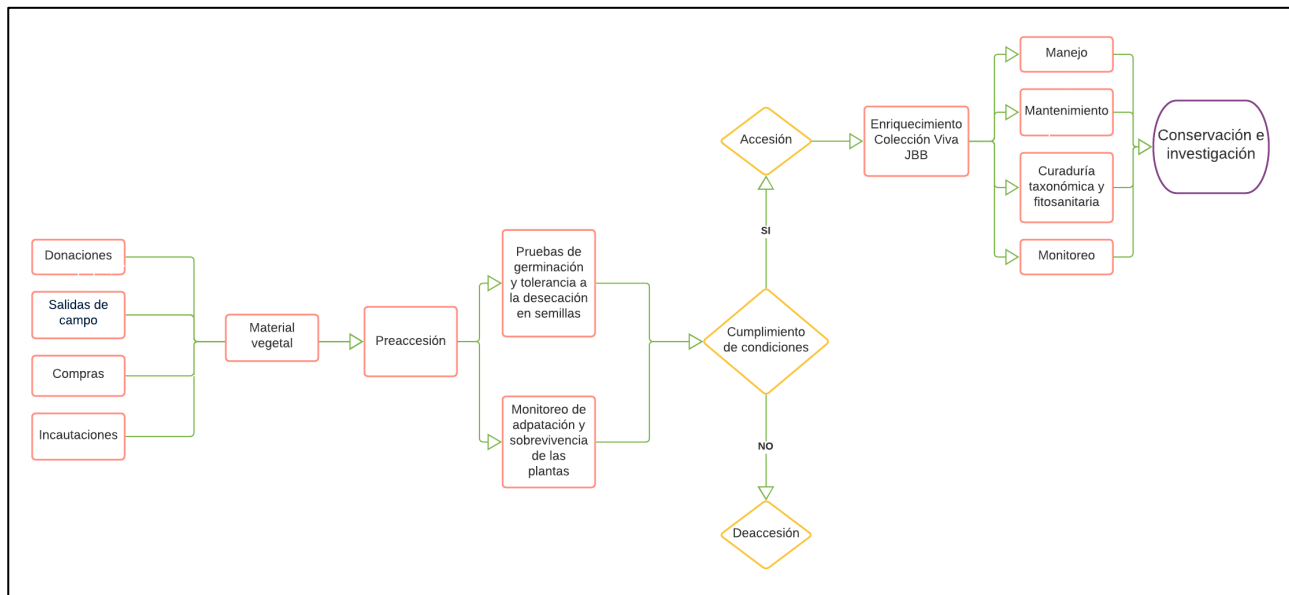 Donaciones
Salidas de
campo
Compras
Incautaciones
Material
vegetal
Preaccesión
Pruebas de
germinación
y tolerancia a
la desecación
en semillas
Monitoreo de
adpatación y
sobrevivencia
de las
plantas
Cumplimiento
de condiciones
SI
NO
Accesión
Deaccesión
Enriquecimiento
Colección Viva
JBB
Manejo
Mantenimiento
Curaduría
taxonómica y
fitosanitaria
Monitoreo
Conservación e
investigación